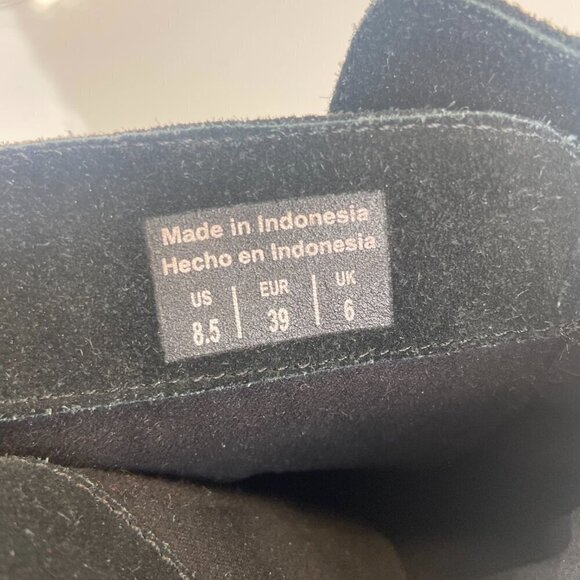 Made in Indonesia
Hecho en Indonesia
US | EUR | UK
8.5 | 39 | 6